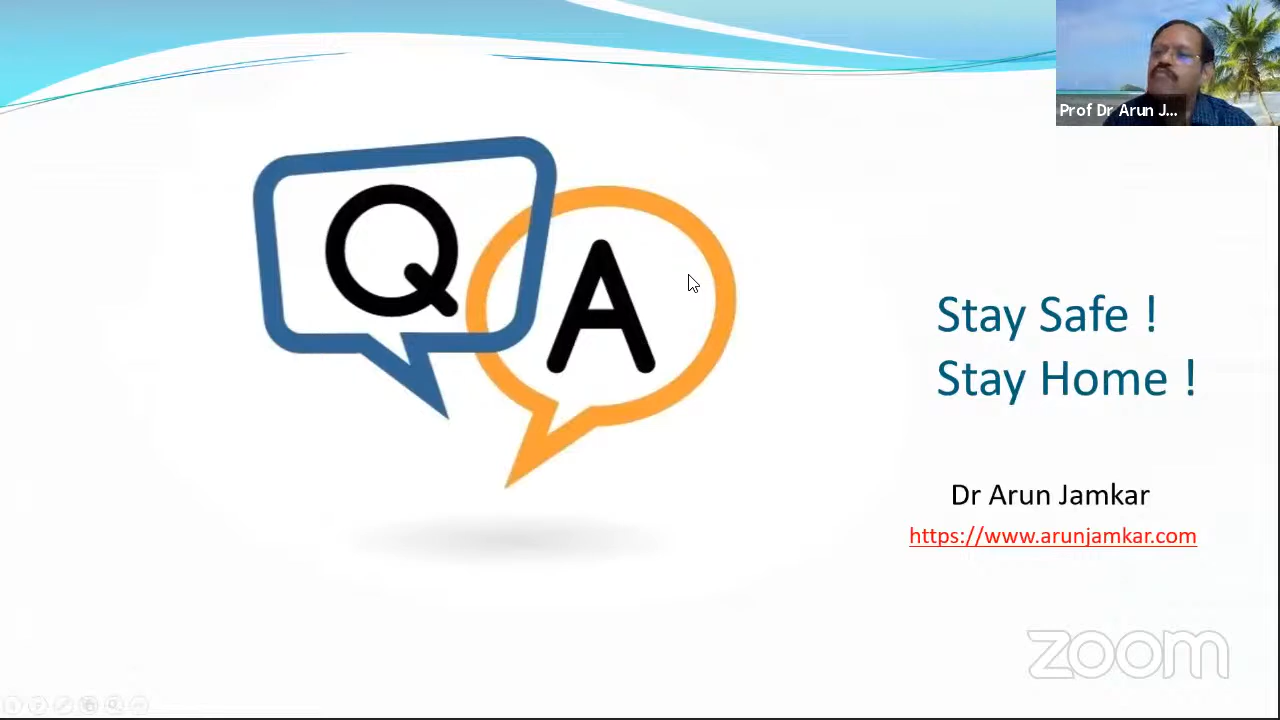 Prof Dr Arun J...
Q
A
Stay Safe !
Stay Home !
Dr Arun Jamkar
https://www.arunjamkar.com
zoom